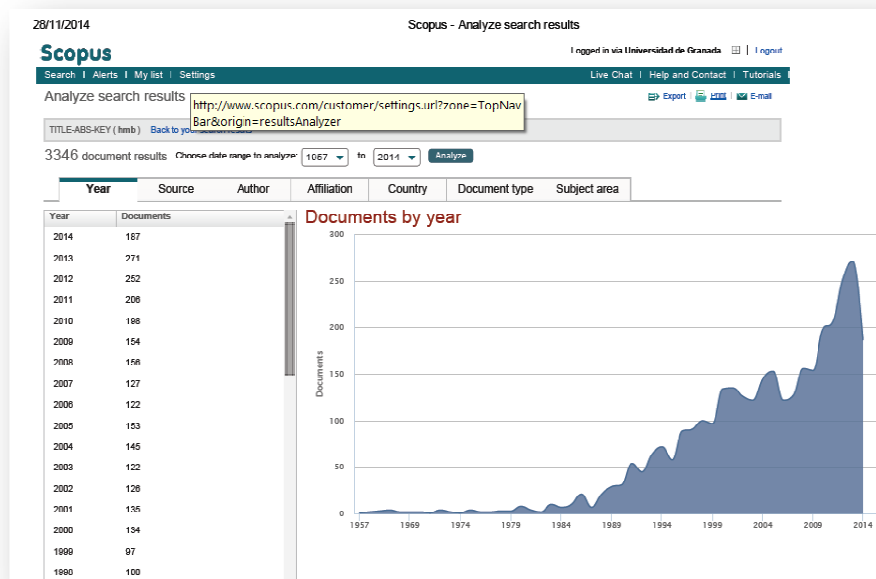 28/11/2014 Scopus - Analyze search results
Scopus
Logged in via Universidad de Granada | Logout
Search | Alerts | My list | Settings Live Chat | Help and Contact | Tutorials
Analyze search results
http://www.scopus.com/customer/settings.url?zone=TopNav
Bar&origin=resultsAnalyzer
Export | Print | E-mail
TITLE-ABS-KEY ( hmb ) Back to your search results
3346 document results Choose date range to analyze: to 2014 Analyze
Year Source Author Affiliation Country Document type Subject area
Year Documents
2014 187
2013 271
2012 252
2011 206
2010 198
2009 154
2008 156
2007 127
2006 122
2005 153
2004 145
2003 122
2002 126
2001 135
2000 134
1999 97
100
Documents by year
Documents
300
250
200
150
100
50
0
1957 1969 1974 1979 1984 1989 1994 1999 2004 2009 2014